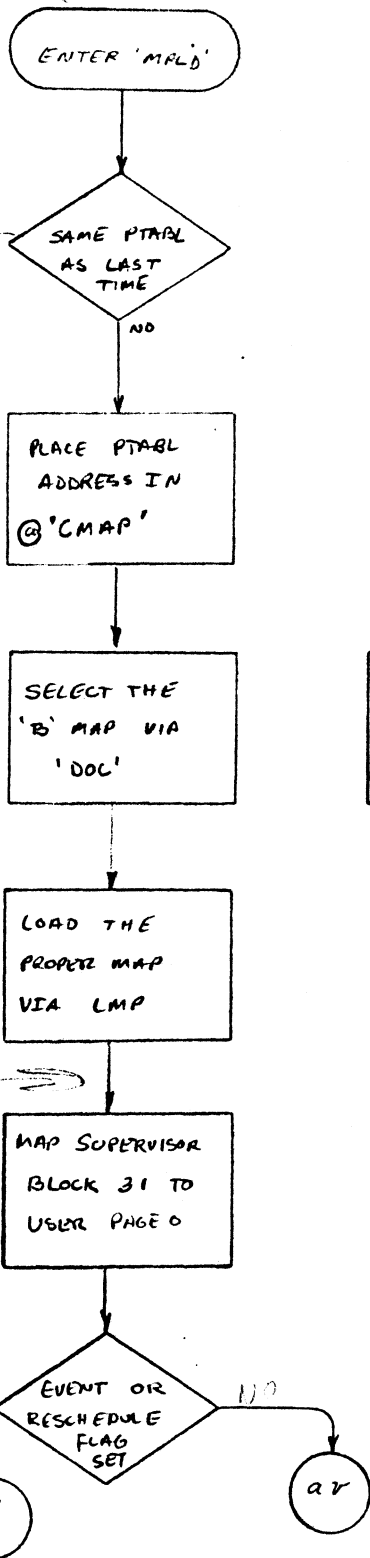 ENTER 'MPLD'
SAME PTABL
AS LAST
TIME
NO
PLACE PTABL
ADDRESS IN
@'CMAP'
SELECT THE
'B' MAP VIA
'DOC'
LOAD THE
PROPER MAP
VIA LMP
MAP SUPERVISOR
BLOCK 31 TO
USER PAGE 0
EVENT OR
RESCHEDULE
FLAG
SET
NO
av